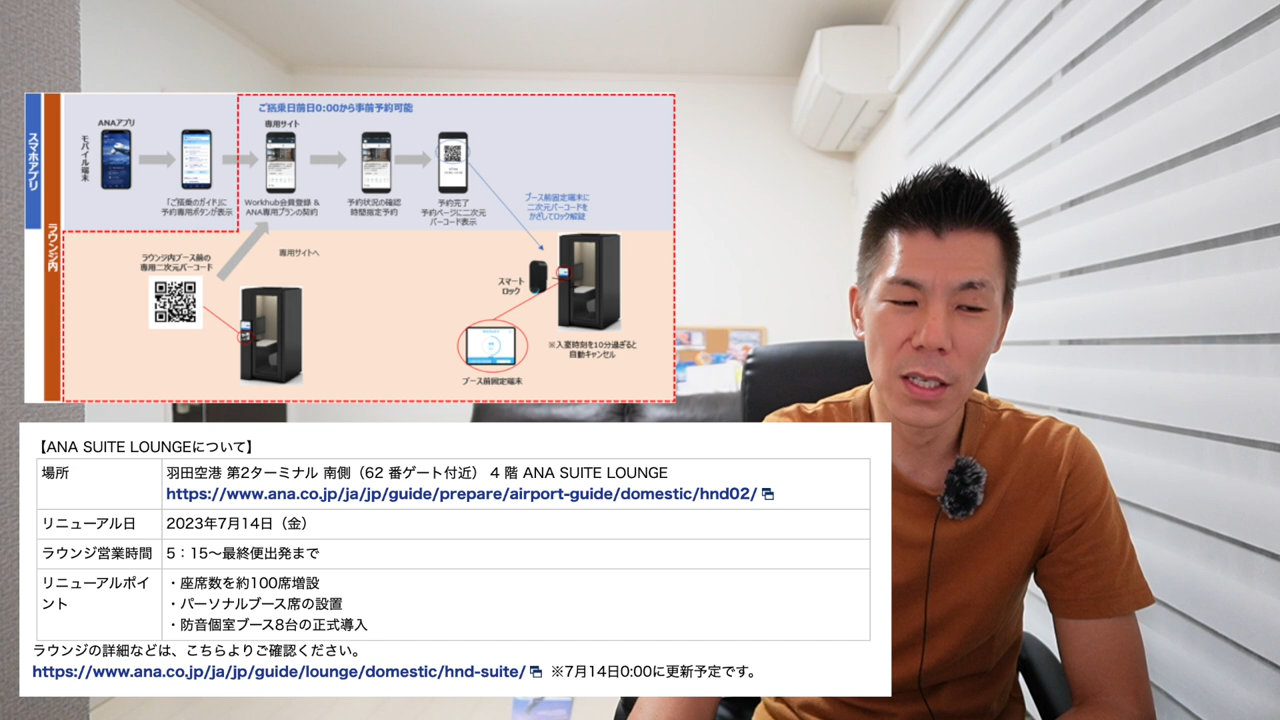 スマホアプリ
ラウンジ内
モバイル端末
ANAアプリ
「ご搭乗のガイド」に
予約専用ボタンが表示
ご搭乗日前日0:00から事前予約可能
専用サイト
Workhub会員登録 &
ANA専用プランの契約
予約状況の確認
時間指定予約
予約完了
予約ページに二次元
バーコード表示
ブース前固定端末に
二次元バーコードを
かざしてロック解錠
ラウンジ内ブース前の
専用二次元バーコード
専用サイトへ
スマート
ロック
※入室時刻を10分過ぎると
自動キャンセル
ブース前固定端末
【ANA SUITE LOUNGEについて】
場所
羽田空港 第2ターミナル 南側（62 番ゲート付近） 4 階 ANA SUITE LOUNGE
https://www.ana.co.jp/ja/jp/guide/prepare/airport-guide/domestic/hnd02/
リニューアル日
2023年7月14日（金）
ラウンジ営業時間
5：15～最終便出発まで
リニューアルポイ
ント
・座席数を約100席増設
・パーソナルブース席の設置
・防音個室ブース8台の正式導入
ラウンジの詳細などは、こちらよりご確認ください。
https://www.ana.co.jp/ja/jp/guide/lounge/domestic/hnd-suite/ ※7月14日0:00に更新予定です。